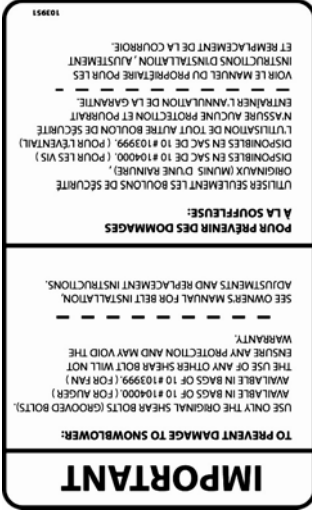 IMPORTANT
TO PREVENT DAMAGE TO SNOWBLOWER:
USE ONLY THE ORIGINAL SHEAR BOLTS (GROOVED BOLTS).
AVAILABLE IN BAGS OF 10 #104000. ( FOR AUGER )
AVAILABLE IN BAGS OF 10 #103999. ( FOR FAN )
THE USE OF ANY OTHER SHEAR BOLT WILL NOT
ENSURE ANY PROTECTION AND MAY VOID THE
WARRANTY.
SEE OWNER'S MANUAL FOR BELT INSTALLATION,
ADJUSTMENTS AND REPLACEMENT INSTRUCTIONS.
POUR PRÉVENIR DES DOMMAGES
À LA SOUFFLEUSE:
UTILISER SEULEMENT LES BOULONS DE SÉCURITÉ
ORIGINAUX (MUNIS D'UNE RAINURE) ,
DISPONIBLES EN SAC DE 10 #104000. ( POUR LES VIS )
DISPONIBLES EN SAC DE 10 #103999. ( POUR L'ÉVENTAIL)
L'UTILISATION DE TOUT AUTRE BOULON DE SÉCURITÉ
N'ASSURE AUCUNE PROTECTION ET POURRAIT
ENTRAÎNER L'ANNULATION DE LA GARANTIE.
VOIR LE MANUEL DU PROPRIÉTAIRE POUR LES
INSTRUCTIONS D'INSTALLATION , AJUSTEMENT
ET REMPLACEMENT DE LA COURROIE.
103951